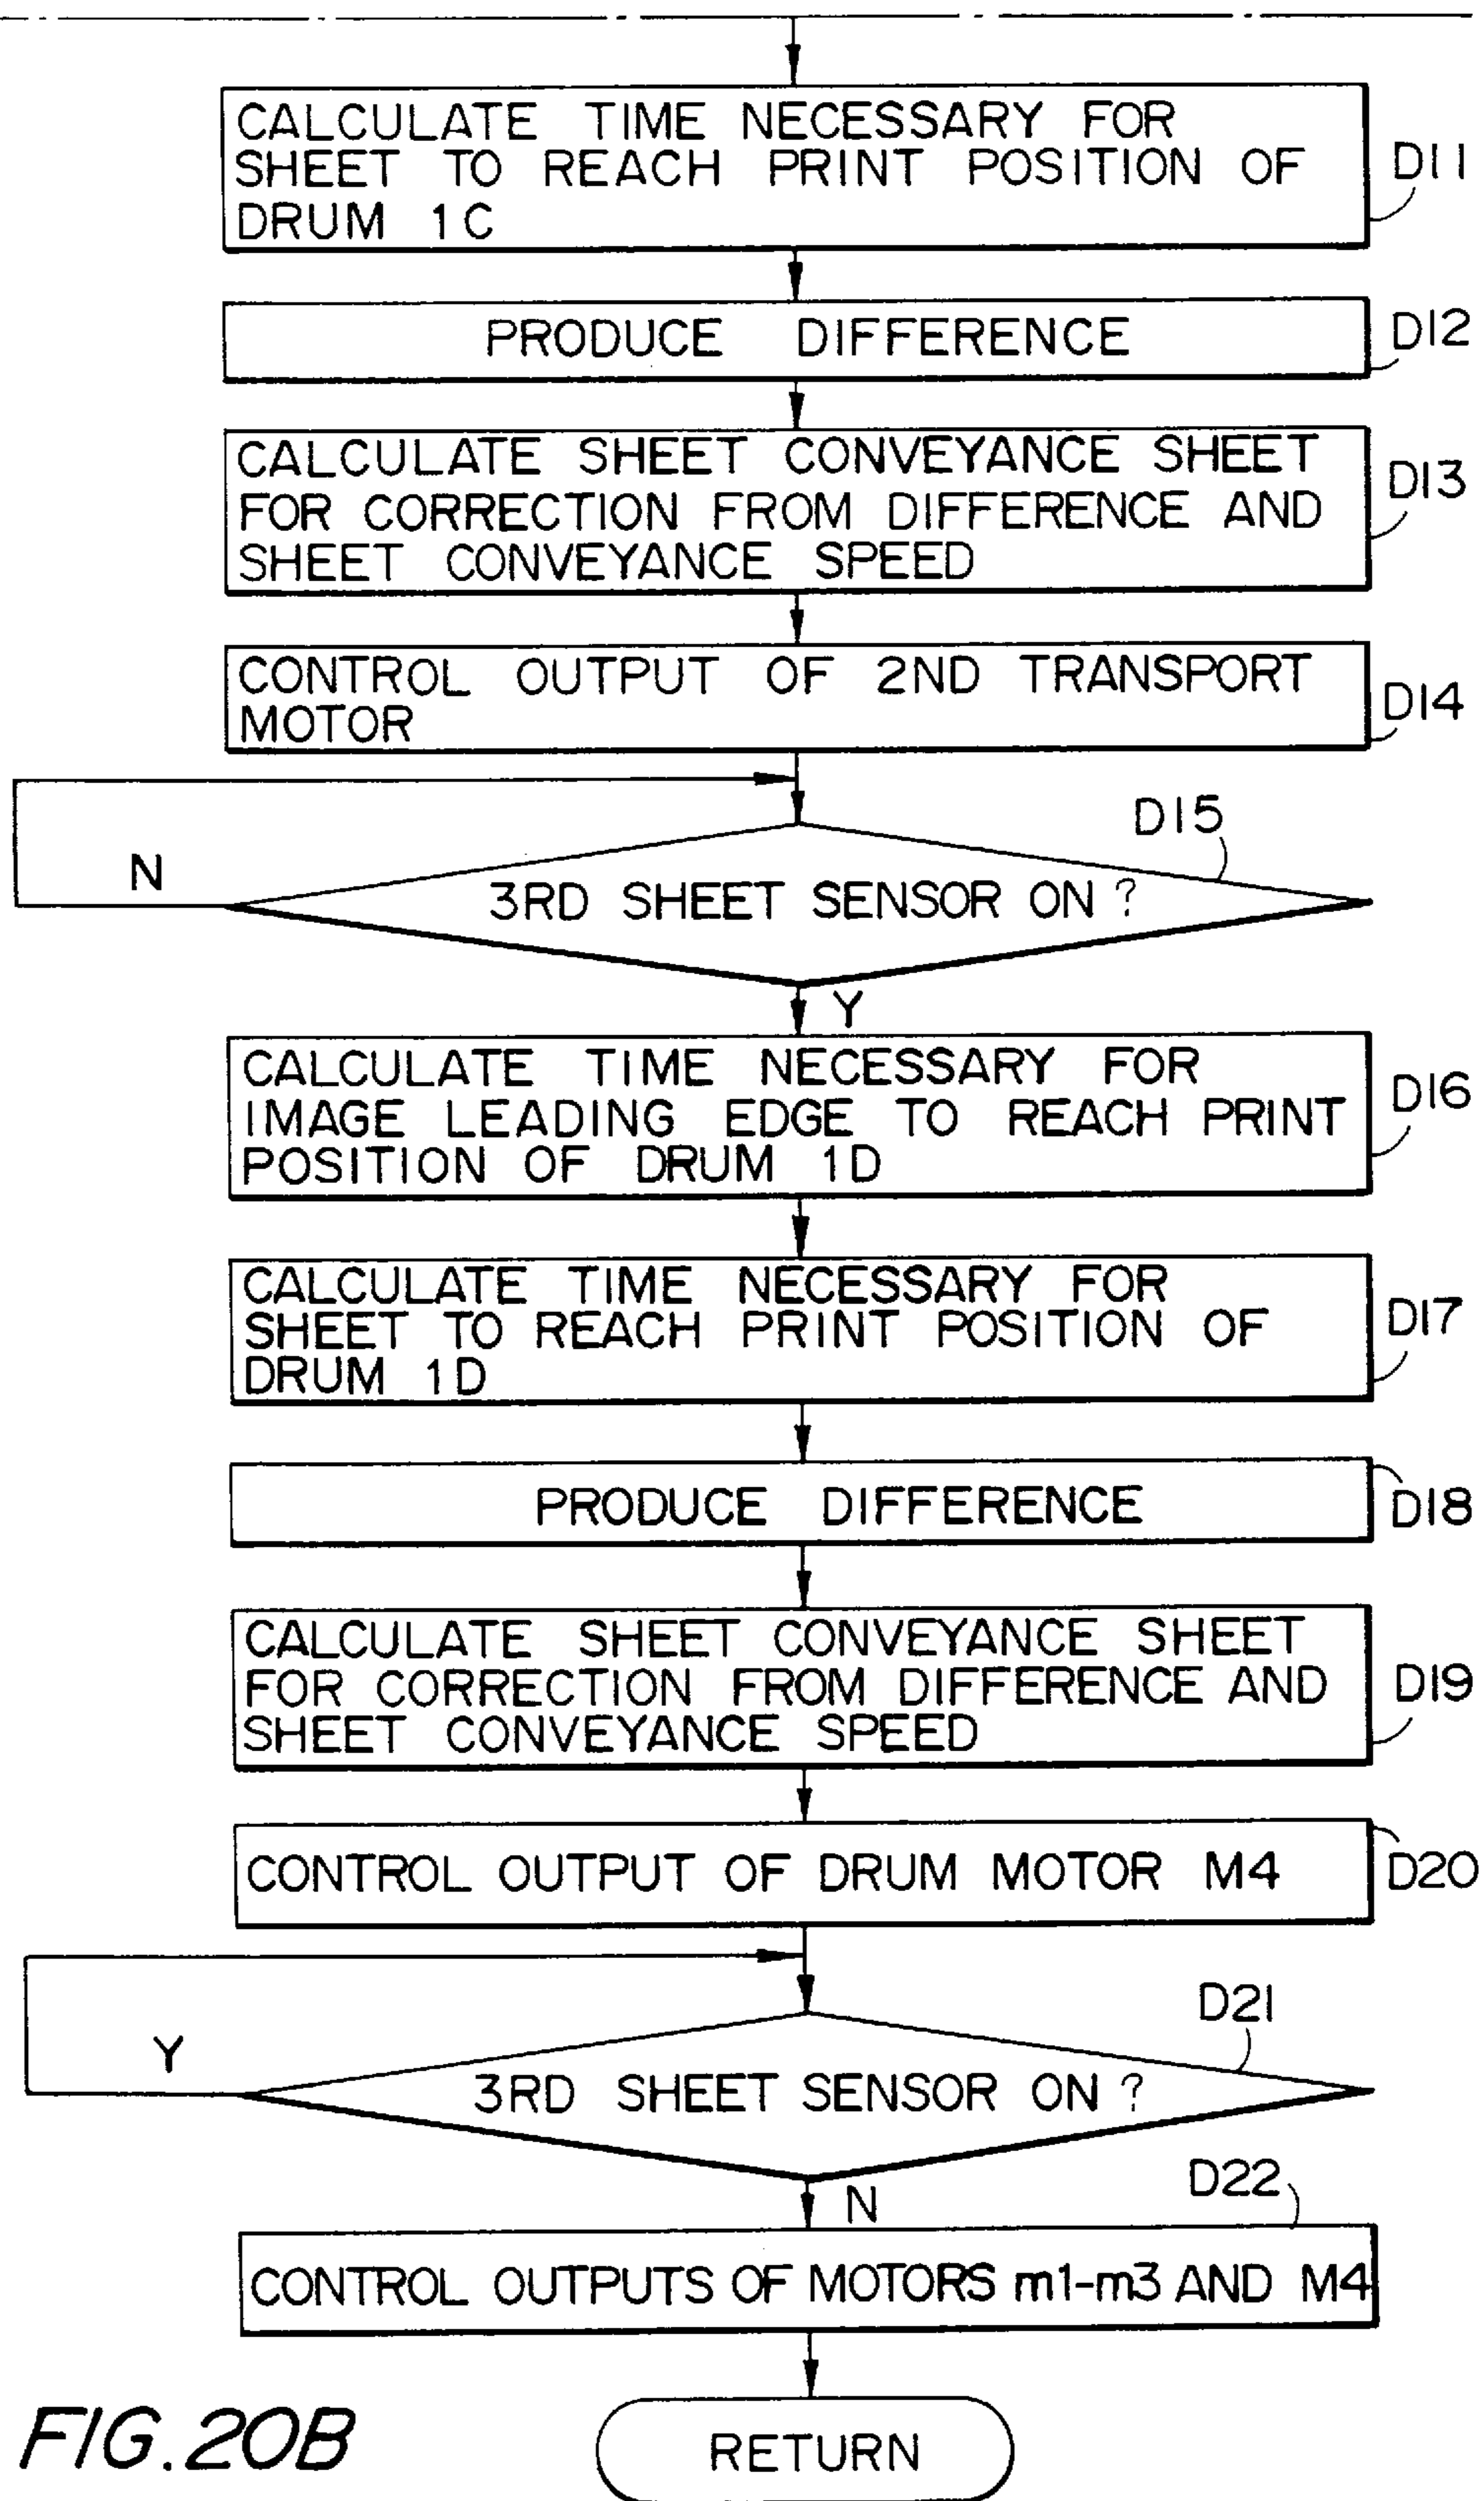 CALCULATE TIME NECESSARY FOR
SHEET TO REACH PRINT POSITION OF
DRUM 1C
D11
PRODUCE DIFFERENCE
D12
CALCULATE SHEET CONVEYANCE SHEET
FOR CORRECTION FROM DIFFERENCE AND
SHEET CONVEYANCE SPEED
D13
CONTROL OUTPUT OF 2ND TRANSPORT
MOTOR
D14
D15
N
3RD SHEET SENSOR ON ?
Y
CALCULATE TIME NECESSARY FOR
IMAGE LEADING EDGE TO REACH PRINT
POSITION OF DRUM 1D
D16
CALCULATE TIME NECESSARY FOR
SHEET TO REACH PRINT POSITION OF
DRUM 1D
D17
PRODUCE DIFFERENCE
D18
CALCULATE SHEET CONVEYANCE SHEET
FOR CORRECTION FROM DIFFERENCE AND
SHEET CONVEYANCE SPEED
D19
CONTROL OUTPUT OF DRUM MOTOR M4
D20
D21
Y
3RD SHEET SENSOR ON ?
N
D22
CONTROL OUTPUTS OF MOTORS m1-m3 AND M4
RETURN
FIG.20B